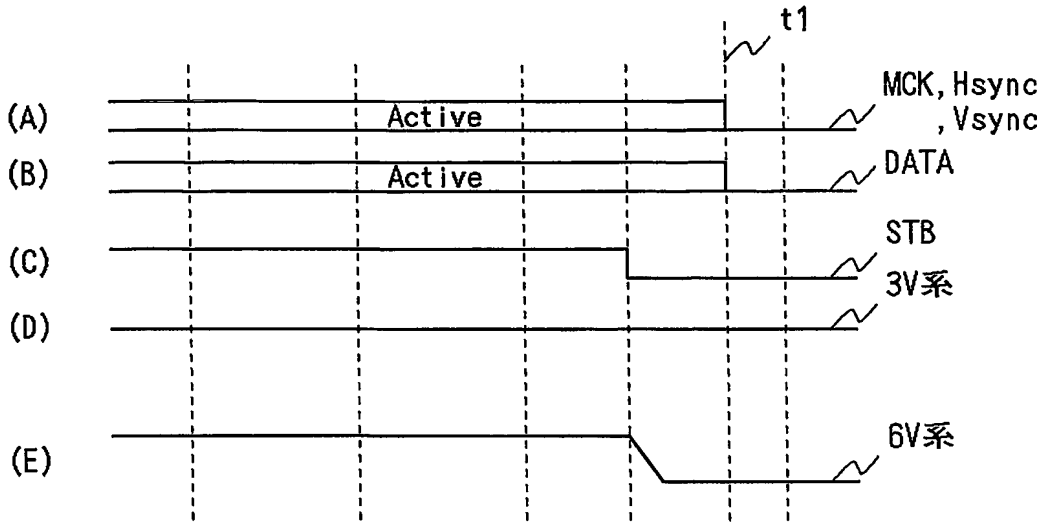 t1
(A)
Active
MCK, Hsync
, Vsync
(B)
Active
DATA
(C)
STB
(D)
3V系
(E)
6V系